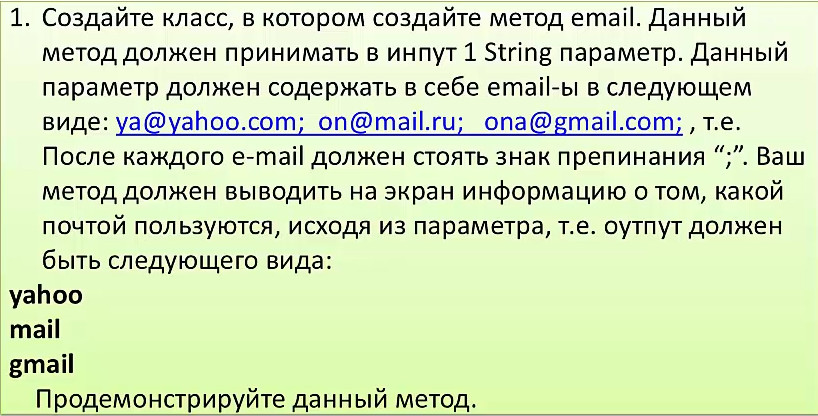 1. Создайте класс, в котором создайте метод email. Данный
метод должен принимать в инпут 1 String параметр. Данный
параметр должен содержать в себе email-ы в следующем
виде: ya@yahoo.com; on@mail.ru; ona@gmail.com; , т.е.
После каждого e-mail должен стоять знак препинания “;”. Ваш
метод должен выводить на экран информацию о том, какой
почтой пользуются, исходя из параметра, т.е. оутпут должен
быть следующего вида:
yahoo
mail
gmail
Продемонстрируйте данный метод.